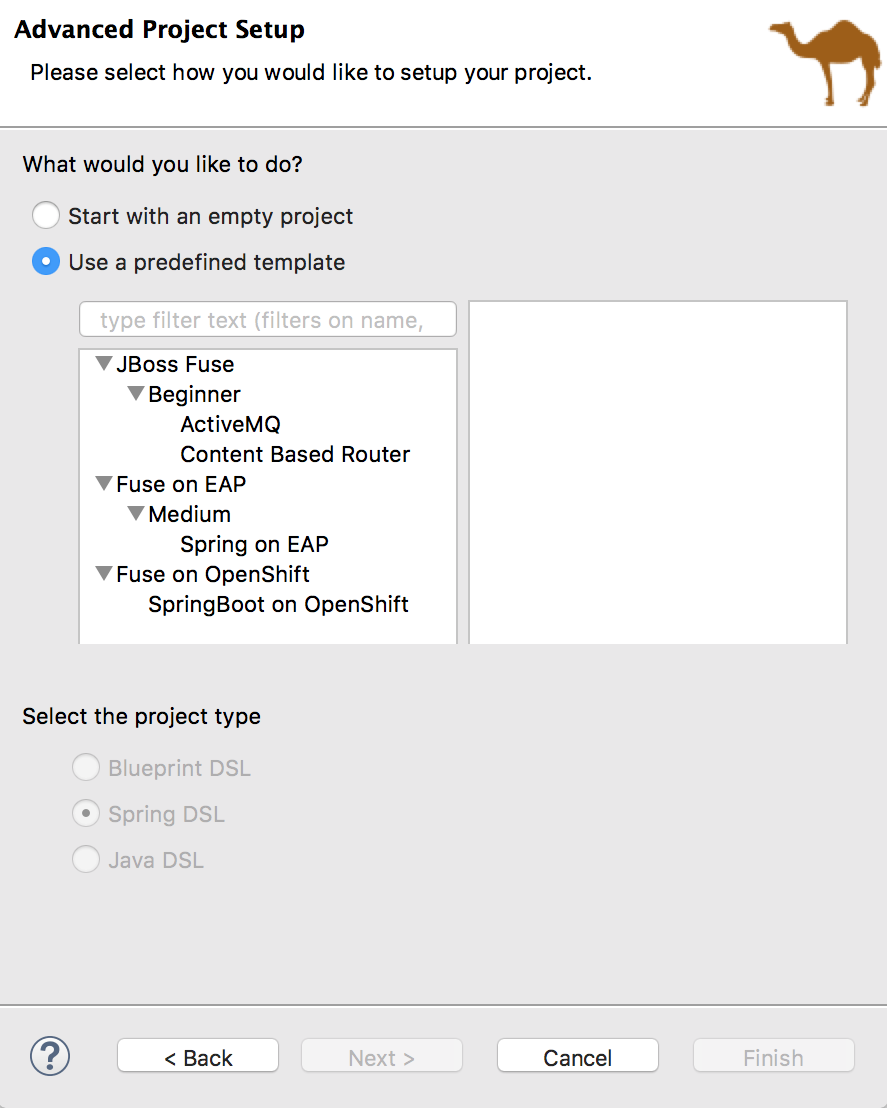 Advanced Project Setup
Please select how you would like to setup your project.
What would you like to do?
Start with an empty project
Use a predefined template
type filter text (filters on name,
JBoss Fuse
Beginner
ActiveMQ
Content Based Router
Fuse on EAP
Medium
Spring on EAP
Fuse on OpenShift
SpringBoot on OpenShift
Select the project type
Blueprint DSL
Spring DSL
Java DSL
? < Back Next > Cancel Finish